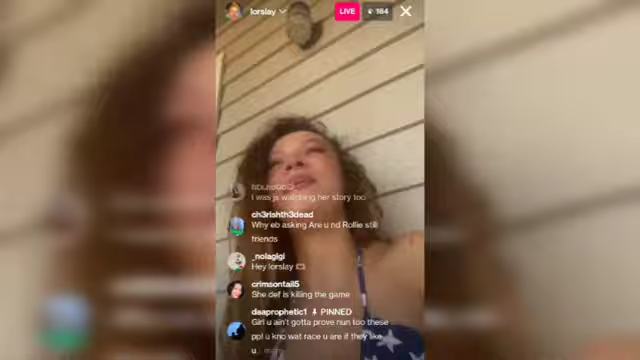 lorslay
LIVE
184
I was js watching her story too
ch3rishth3dead
Why eb asking Are u nd Rollie still
friends
_nolagigi
Hey lorslay
crimsontail5
She def is killing the game
daaprophetic1 PINNED
Girl u ain't gotta prove nun too these
ppl u kno wat race u are if they like
u